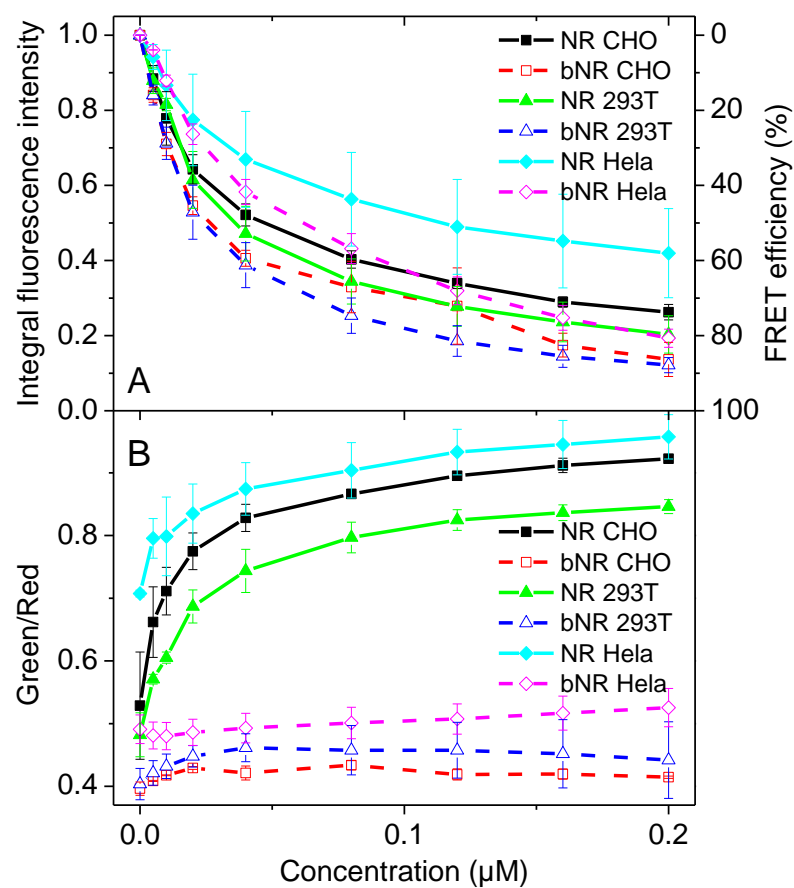 1.0
0.8
0.6
0.4
0.2
0.0
Integral fluorescence intensity
0
20
40
60
80
100
FRET efficiency (%)
NR CHO
bNR CHO
NR 293T
bNR 293T
NR Hela
bNR Hela
A
B
0.8
0.6
0.4
Green/Red
NR CHO
bNR CHO
NR 293T
bNR 293T
NR Hela
bNR Hela
0.0
0.1
0.2
Concentration (µM)